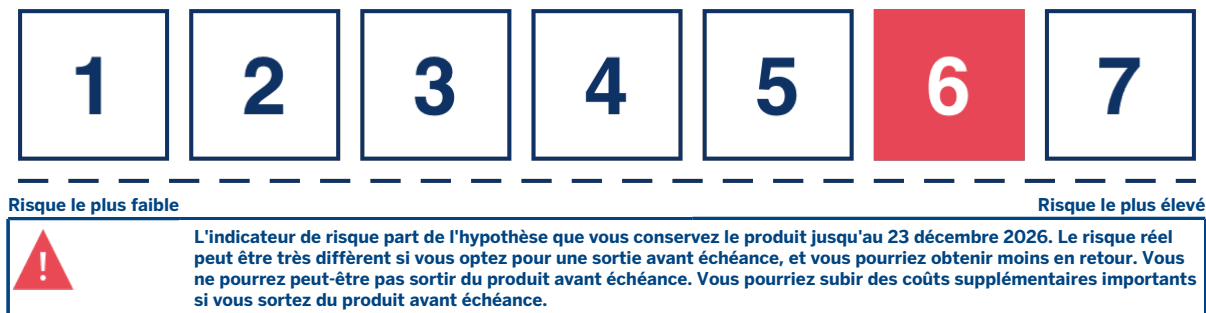 1 2 3 4 5 6 7
Risque le plus faible Risque le plus élevé
L'indicateur de risque part de l'hypothèse que vous conservez le produit jusqu'au 23 décembre 2026. Le risque réel
peut être très diffèrent si vous optez pour une sortie avant échéance, et vous pourriez obtenir moins en retour. Vous
ne pourrez peut-être pas sortir du produit avant échéance. Vous pourriez subir des coûts supplémentaires importants
si vous sortez du produit avant échéance.
!